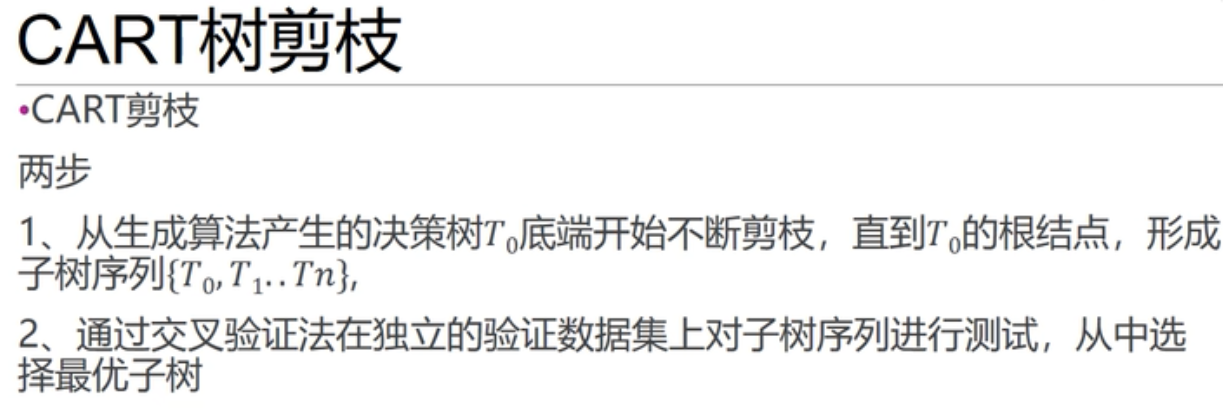 CART树剪枝
•CART剪枝
两步
1、从生成算法产生的决策树T₀底端开始不断剪枝，直到T₀的根结点，形成
子树序列{T₀,T₁..Tn},
2、通过交叉验证法在独立的验证数据集上对子树序列进行测试，从中选
择最优子树